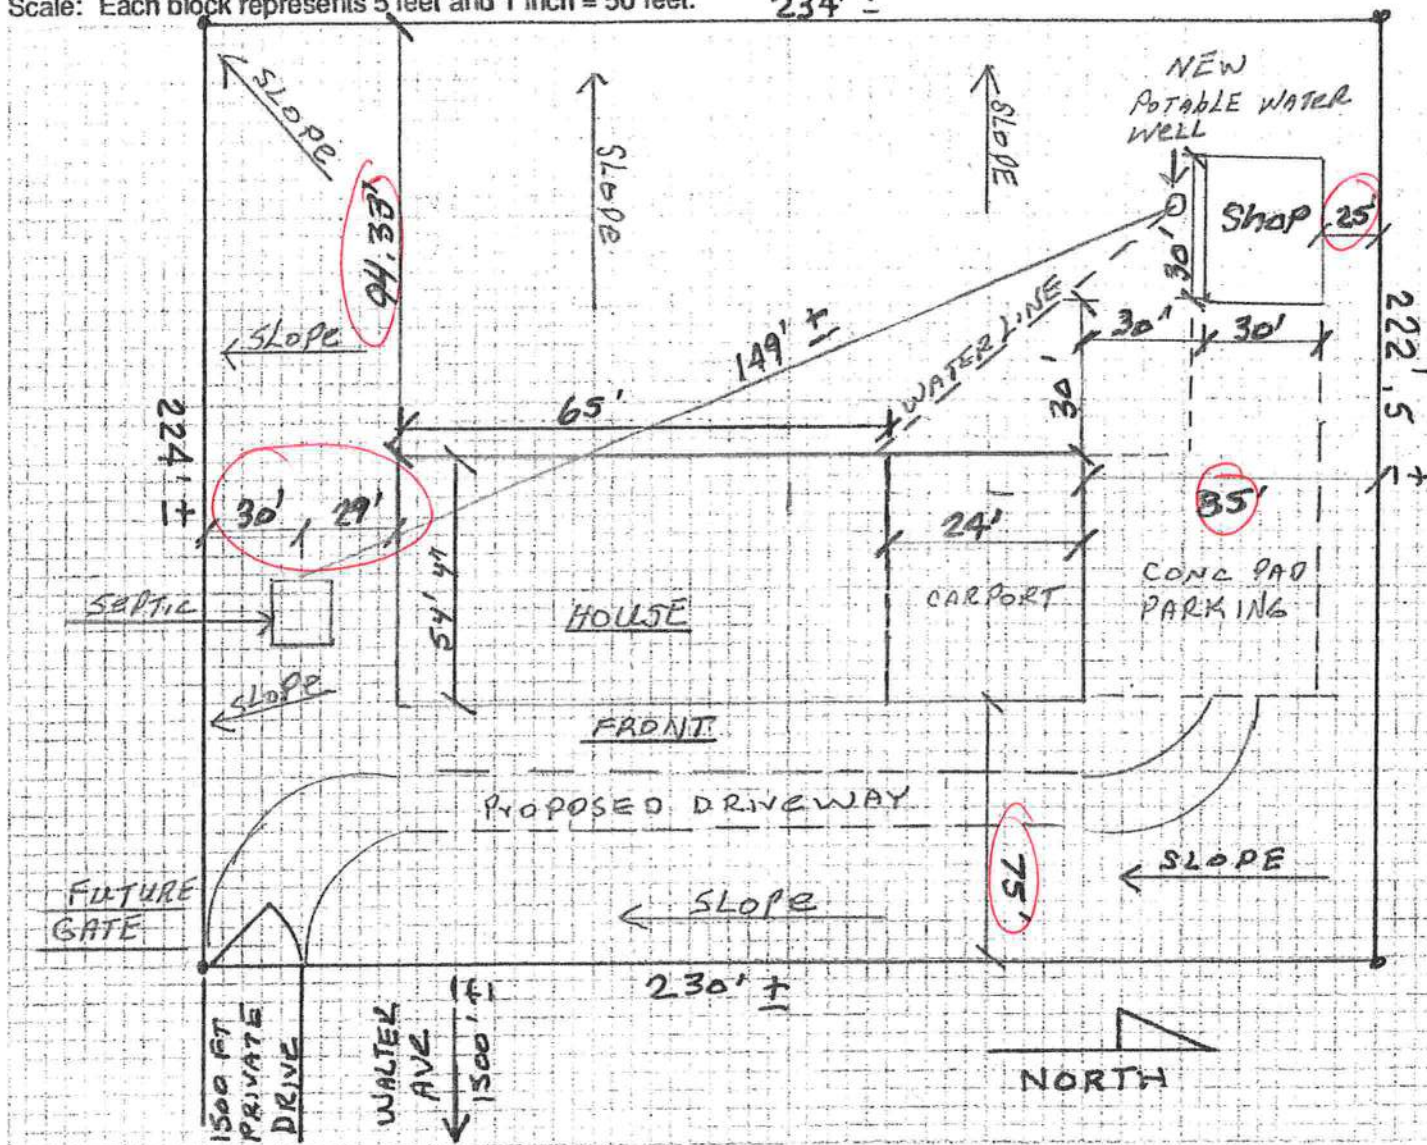 Scale: Each block represents 5 feet and 1 inch = 50 feet.
234' ±
SLOPE
SLOPE
SLOPE
NEW
POTABLE WATER
WELL
Shop
25'
94'.33'
30'
SLOPE
149' ±
WATER LINE
30'
30'
30'
222'.5 ±
224' ±
65'
30'
29'
24'
85'
54' 4"
SEPTIC
HOUSE
CARPORT
CONC PAD
PARKING
SLOPE
FRONT
PROPOSED DRIVEWAY
75'
SLOPE
SLOPE
FUTURE
GATE
230' ±
1500 FT
PRIVATE
DRIVE
WALTER
AVE
1500'
NORTH